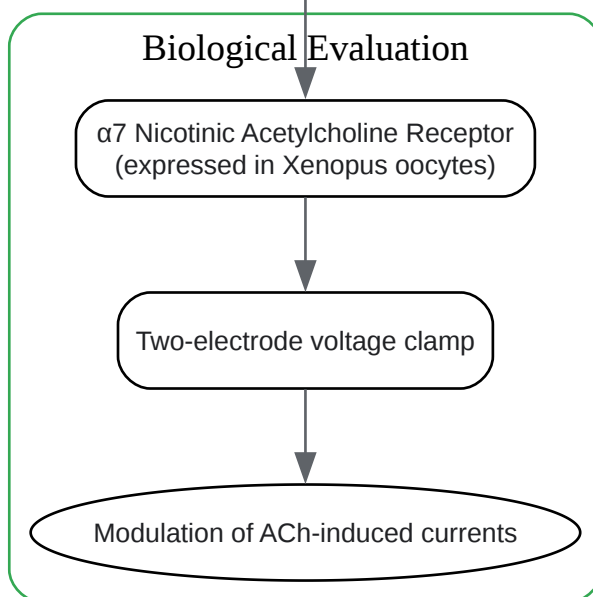 Biological Evaluation
α7 Nicotinic Acetylcholine Receptor
(expressed in Xenopus oocytes)
Two-electrode voltage clamp
Modulation of ACh-induced currents